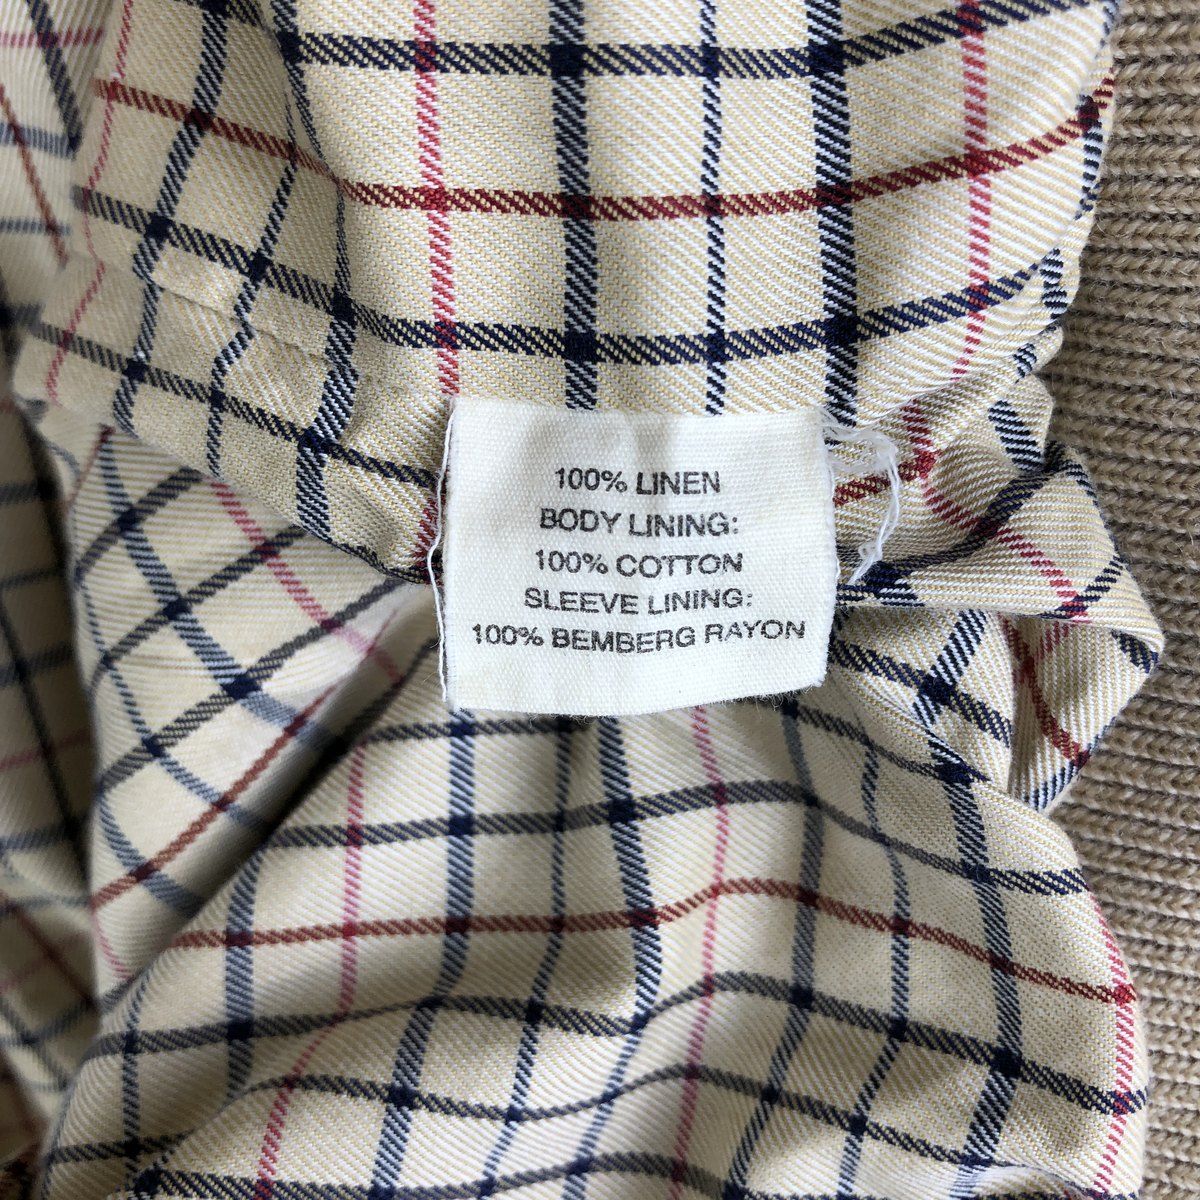 100% LINEN
BODY LINING:
100% COTTON
SLEEVE LINING:
100% BEMBERG RAYON